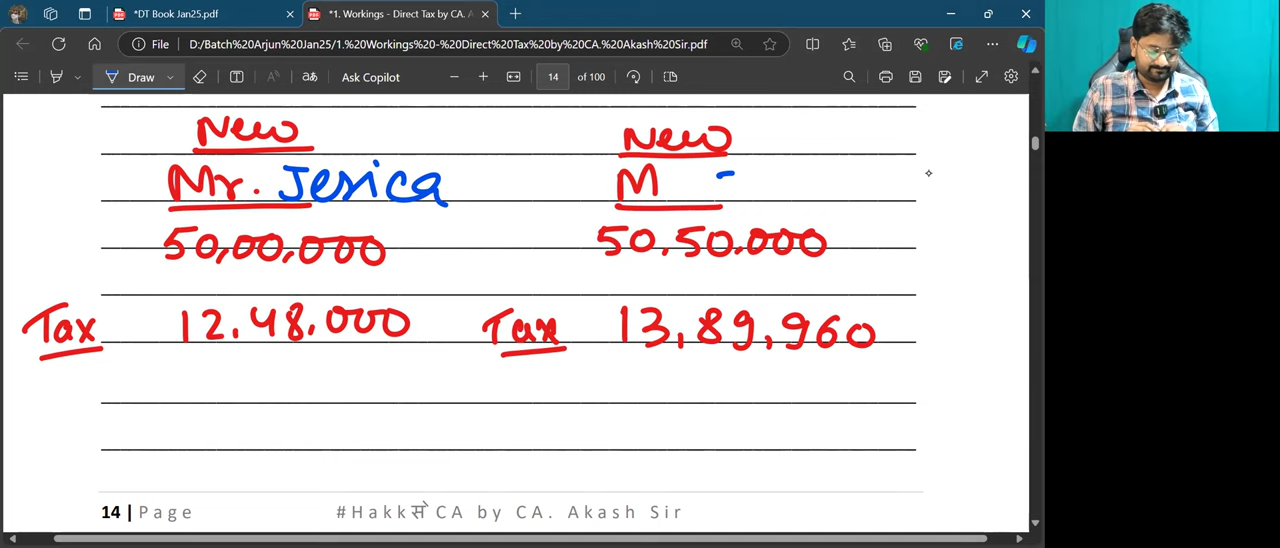 *DT Book Jan25.pdf
*1. Workings - Direct Tax by CA. A
File D:/Batch%20Arjun%20Jan25/1.%20Workings%20-%20Direct%20Tax%20by%20CA.%20Akash%20Sir.pdf
Draw Ask Copilot 14 of 100
New New
Mr. Jesica M
50,00,000 50.50.000
Tax 12.48.000 Tax 13,89,960
14 | Page #Hakkसे CA by CA. Akash Sir